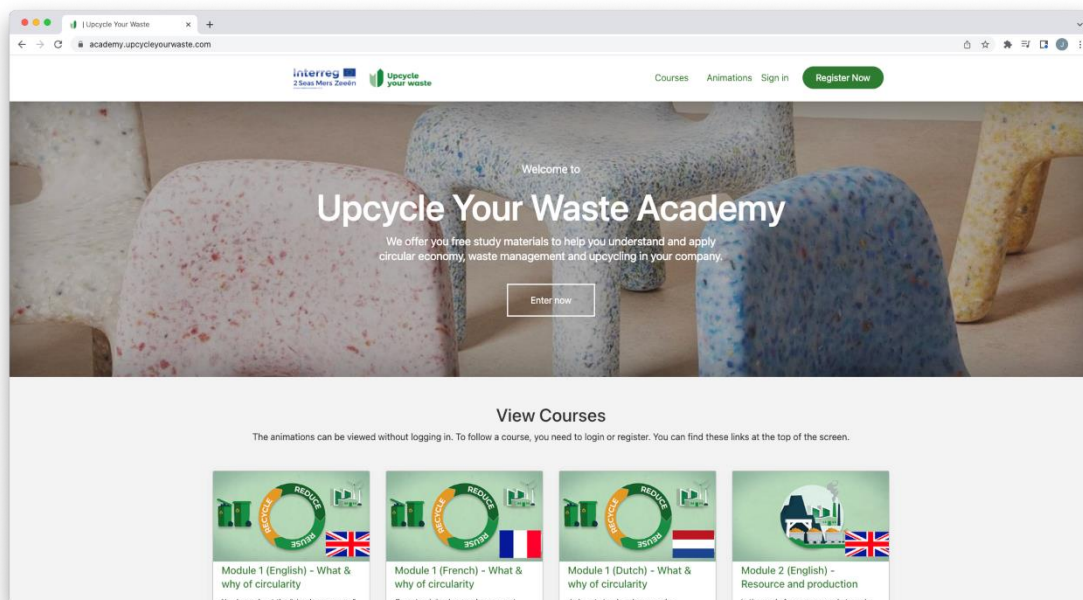 | Upcycle Your Waste
academy.upcycleyourwaste.com
Interreg
2 Seas Mers Zeeën
Upcycle
your waste
Courses Animations Sign in Register Now
Welcome to
Upcycle Your Waste Academy
We offer you free study materials to help you understand and apply
circular economy, waste management and upcycling in your company.
Enter now
View Courses
The animations can be viewed without logging in. To follow a course, you need to login or register. You can find these links at the top of the screen.
REDUCE
REUSE
RECYCLE
REDUCE
REUSE
RECYCLE
REDUCE
REUSE
RECYCLE
Module 1 (English) - What &
why of circularity
Module 1 (French) - What &
why of circularity
Module 1 (Dutch) - What &
why of circularity
Module 2 (English) -
Resource and production